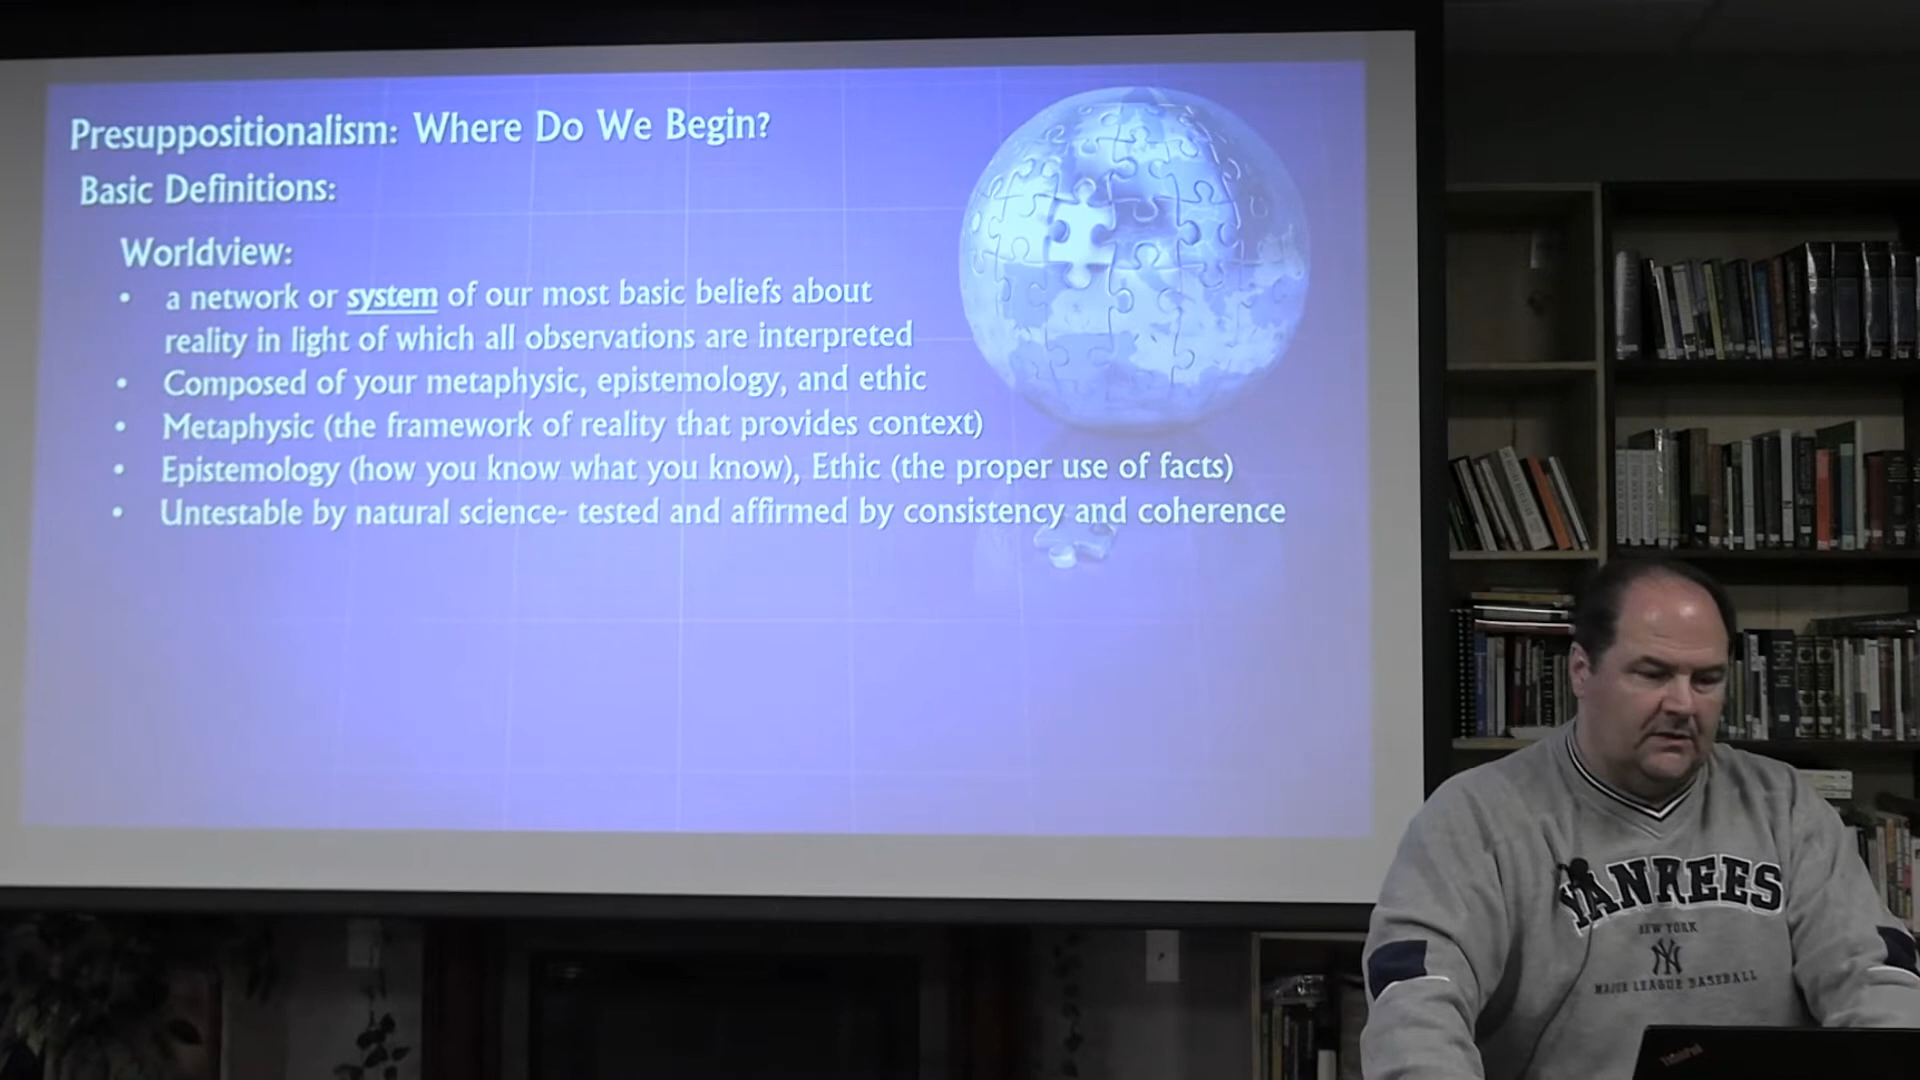 Presuppositionalism: Where Do We Begin?
Basic Definitions:
Worldview:
• a network or system of our most basic beliefs about
reality in light of which all observations are interpreted
• Composed of your metaphysic, epistemology, and ethic
• Metaphysic (the framework of reality that provides context)
• Epistemology (how you know what you know), Ethic (the proper use of facts)
• Untestable by natural science- tested and affirmed by consistency and coherence
YANKEES
NEW YORK
NY
MAJOR LEAGUE BASEBALL
ThinkPad